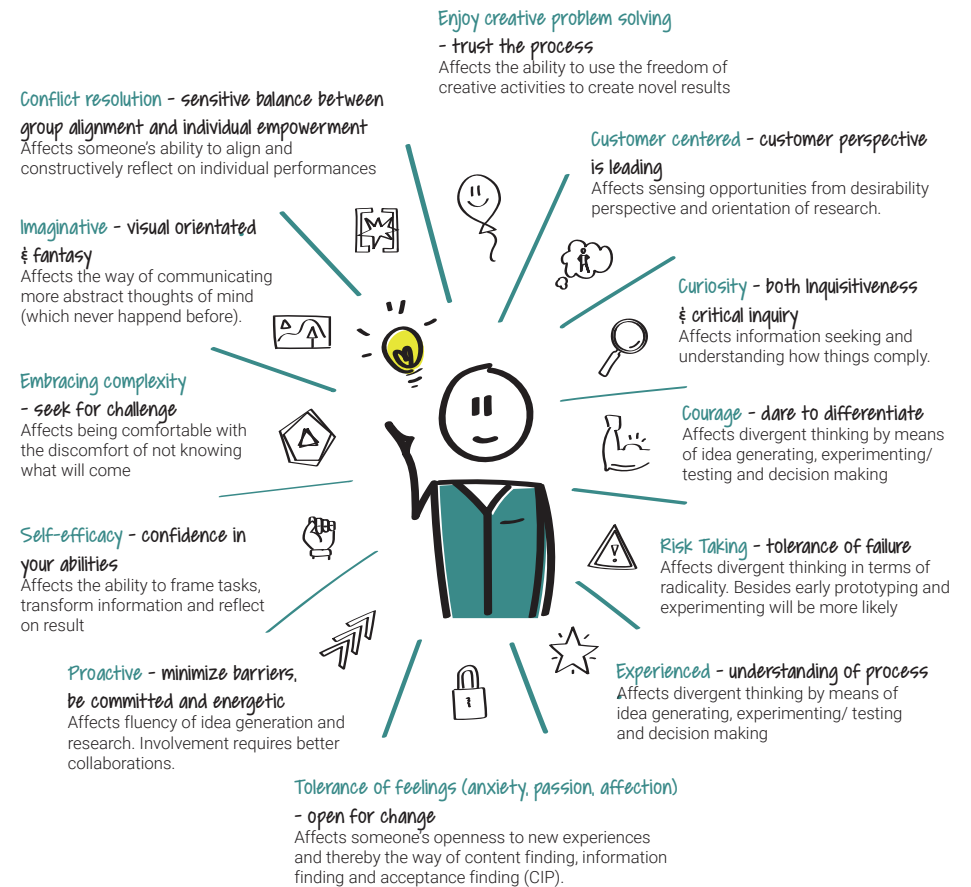 Enjoy creative problem solving
- trust the process
Affects the ability to use the freedom of
creative activities to create novel results
Conflict resolution - sensitive balance between
group alignment and individual empowerment
Affects someone's ability to align and
constructively reflect on individual performances
Customer centered - customer perspective
is leading
Affects sensing opportunities from desirability
perspective and orientation of research.
Imaginative - visual orientated
& fantasy
Affects the way of communicating
more abstract thoughts of mind
(which never happend before).
Curiosity - both Inquisitiveness
& critical inquiry
Affects information seeking and
understanding how things comply.
Embracing complexity
- seek for challenge
Affects being comfortable with
the discomfort of not knowing
what will come
Courage - dare to differentiate
Affects divergent thinking by means
of idea generating, experimenting/
testing and decision making
Self-efficacy - confidence in
your abilities
Affects the ability to frame tasks,
transform information and reflect
on result
Risk Taking - tolerance of failure
Affects divergent thinking in terms of
radicality. Besides early prototyping and
experimenting will be more likely
Proactive - minimize barriers,
be committed and energetic
Affects fluency of idea generation and
research. Involvement requires better
collaborations.
Experienced - understanding of process
Affects divergent thinking by means of
idea generating, experimenting/ testing
and decision making
Tolerance of feelings (anxiety, passion, affection)
- open for change
Affects someone's openness to new experiences
and thereby the way of content finding, information
finding and acceptance finding (CIP).